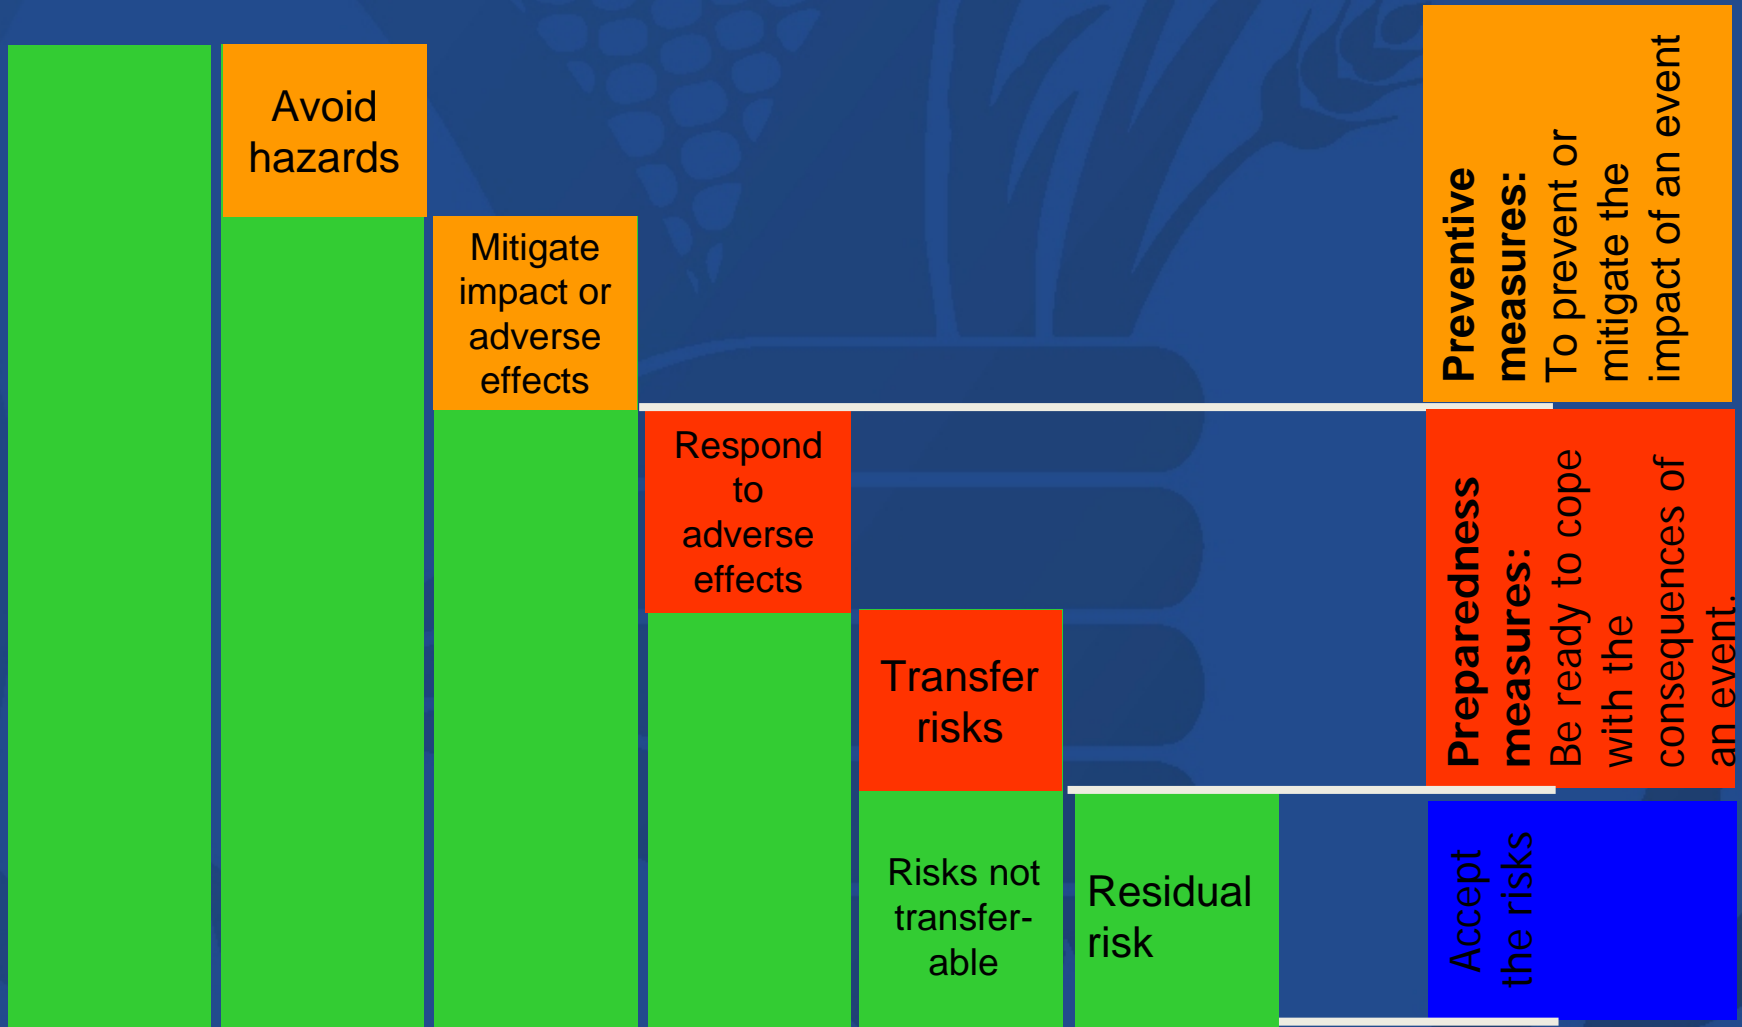 Avoid
hazards
Mitigate
impact or
adverse
effects
Respond
to
adverse
effects
Transfer
risks
Risks not
transfer-
able
Residual
risk
Preventive
measures:
To prevent or
mitigate the
impact of an event
Preparedness
measures:
Be ready to cope
with the
consequences of
an event.
Accept
the risks